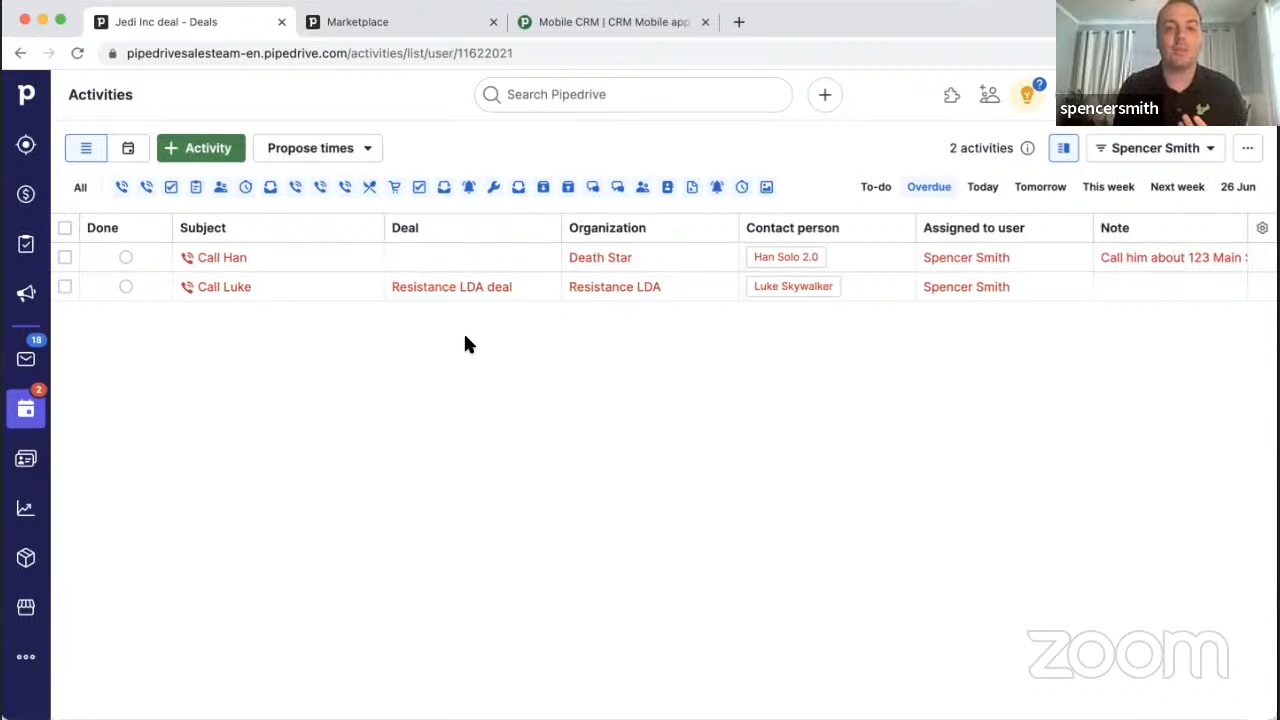 Jedi Inc deal - Deals
Marketplace
Mobile CRM | CRM Mobile app
pipedrivesalesteam-en.pipedrive.com/activities/list/user/11622021
spencersmith
Activities
Search Pipedrive
?
Activity
Propose times
2 activities
Spencer Smith
All
To-do
Overdue
Today
Tomorrow
This week
Next week
26 Jun
Done
Subject
Deal
Organization
Contact person
Assigned to user
Note
Call Han
Death Star
Han Solo 2.0
Spencer Smith
Call him about 123 Main
Call Luke
Resistance LDA deal
Resistance LDA
Luke Skywalker
Spencer Smith
18
2
zoom